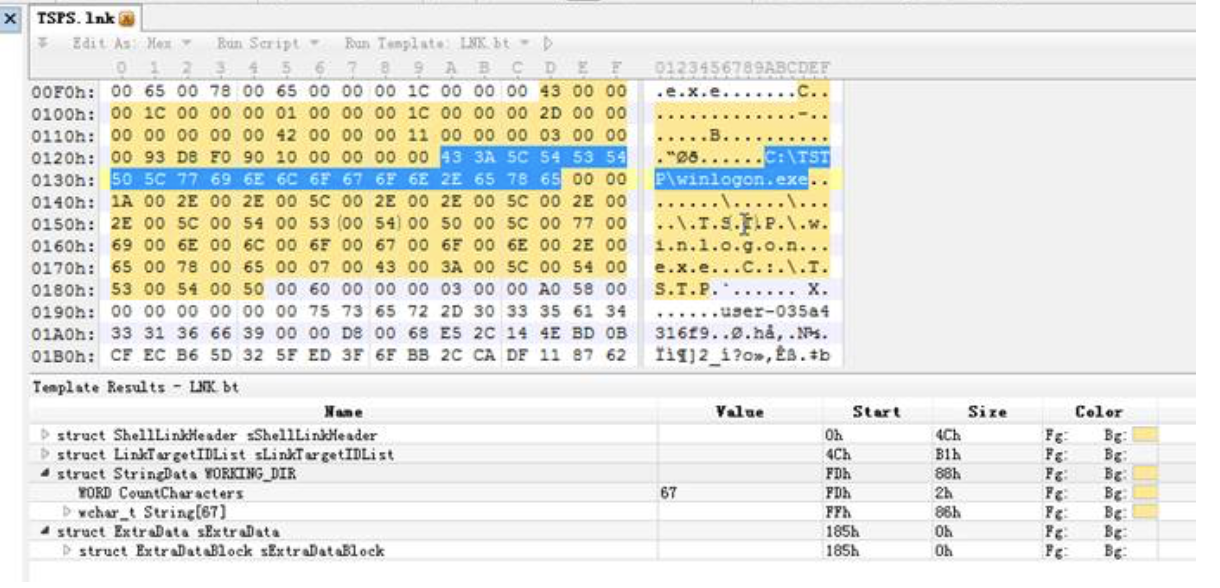 TSPS.lnk
Edit As: Hex Run Script Run Template: LNK.bt
0 1 2 3 4 5 6 7 8 9 A B C D E F 0123456789ABCDEF
00F0h: 00 65 00 78 00 65 00 00 00 1C 00 00 00 43 00 00 .e.x.e.......C..
0100h: 00 1C 00 00 00 01 00 00 00 1C 00 00 00 2D 00 00 .............-..
0110h: 00 00 00 00 00 42 00 00 00 11 00 00 00 03 00 00 .....B..........
0120h: 00 93 D8 F0 90 10 00 00 00 00 43 3A 5C 54 53 54 .“Øð......C:\TST
0130h: 50 5C 77 69 6E 6C 6F 67 6F 6E 2E 65 78 65 00 00 P\winlogon.exe..
0140h: 1A 00 2E 00 2E 00 5C 00 2E 00 2E 00 5C 00 2E 00 ......\.....\...
0150h: 2E 00 5C 00 54 00 53 (00 54) 00 50 00 5C 00 77 00 ..\.T.S.T.P.\.w.
0160h: 69 00 6E 00 6C 00 6F 00 67 00 6F 00 6E 00 2E 00 i.n.l.o.g.o.n...
0170h: 65 00 78 00 65 00 07 00 43 00 3A 00 5C 00 54 00 e.x.e...C.:.\.T.
0180h: 53 00 54 00 50 00 60 00 00 00 03 00 00 A0 58 00 S.T.P.`...... X.
0190h: 00 00 00 00 00 00 75 73 65 72 2D 30 33 35 61 34 ......user-035a4
01A0h: 33 31 36 66 39 00 00 D8 00 68 E5 2C 14 4E BD 0B 316f9..Ø.hå,.N½.
01B0h: CF EC B6 5D 32 5F ED 3F 6F BB 2C CA DF 11 87 62 Ïì¶]2_í?o»,Êß.‡b
Template Results - LNK.bt
Name Value Start Size Color
struct ShellLinkHeader sShellLinkHeader 0h 4Ch Fg: Bg:
struct LinkTargetIDList sLinkTargetIDList 4Ch B1h Fg: Bg:
struct StringData WORKING_DIR FDh 88h Fg: Bg:
WORD CountCharacters 67 FDh 2h Fg: Bg:
wchar_t String[67] FFh 86h Fg: Bg:
struct ExtraData sExtraData 185h 0h Fg: Bg:
struct ExtraDataBlock sExtraDataBlock 185h 0h Fg: Bg: